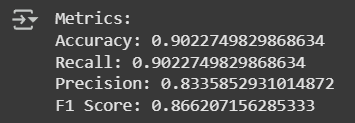 Metrics:
Accuracy: 0.9022749829868634
Recall: 0.9022749829868634
Precision: 0.8335852931014872
F1 Score: 0.866207156285333